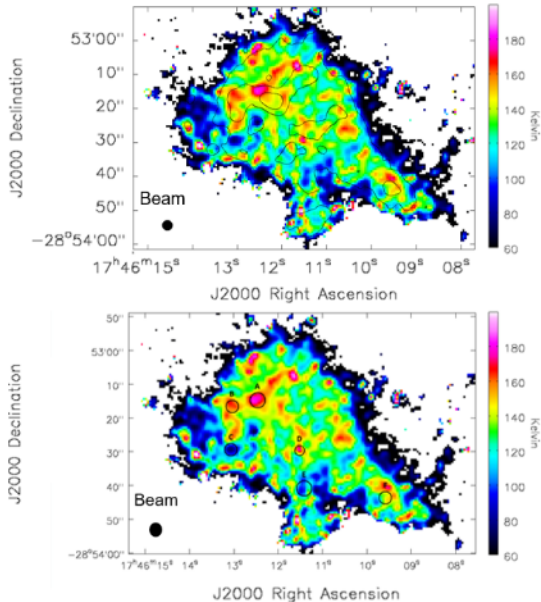 53°00"
10"
20"
30"
40"
50"
−28°54'00"
J2000 Declination
Beam
17ʰ46ᵐ15ˢ 13ˢ 12ˢ 11ˢ 10ˢ 09ˢ 08ˢ
J2000 Right Ascension
180
160
140
120
100
80
60
Kelvin
50"
53'00"
10"
20"
30"
40"
50"
−28°54'00"
J2000 Declination
A
B
C
D
Beam
17ʰ46ᵐ15ˢ 13ˢ 12ˢ 11ˢ 10ˢ 09ˢ 08ˢ
J2000 Right Ascension
180
160
140
120
100
80
60
Kelvin